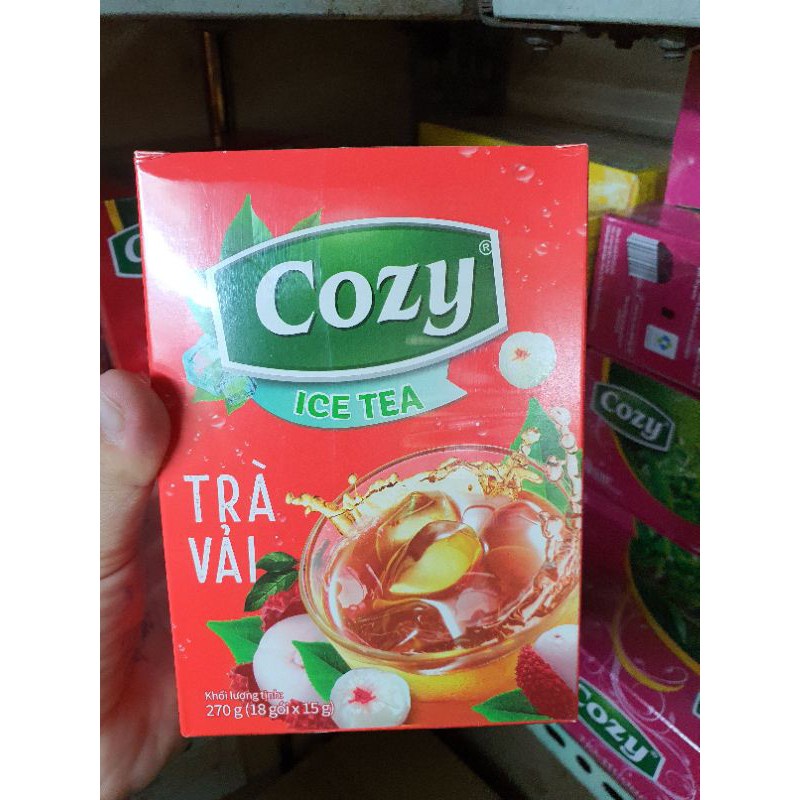 Cozy®
ICE TEA
TRÀ
VẢI
Khối lượng tịnh:
270 g (18 gói x 15 g)
Cozy
Cozy